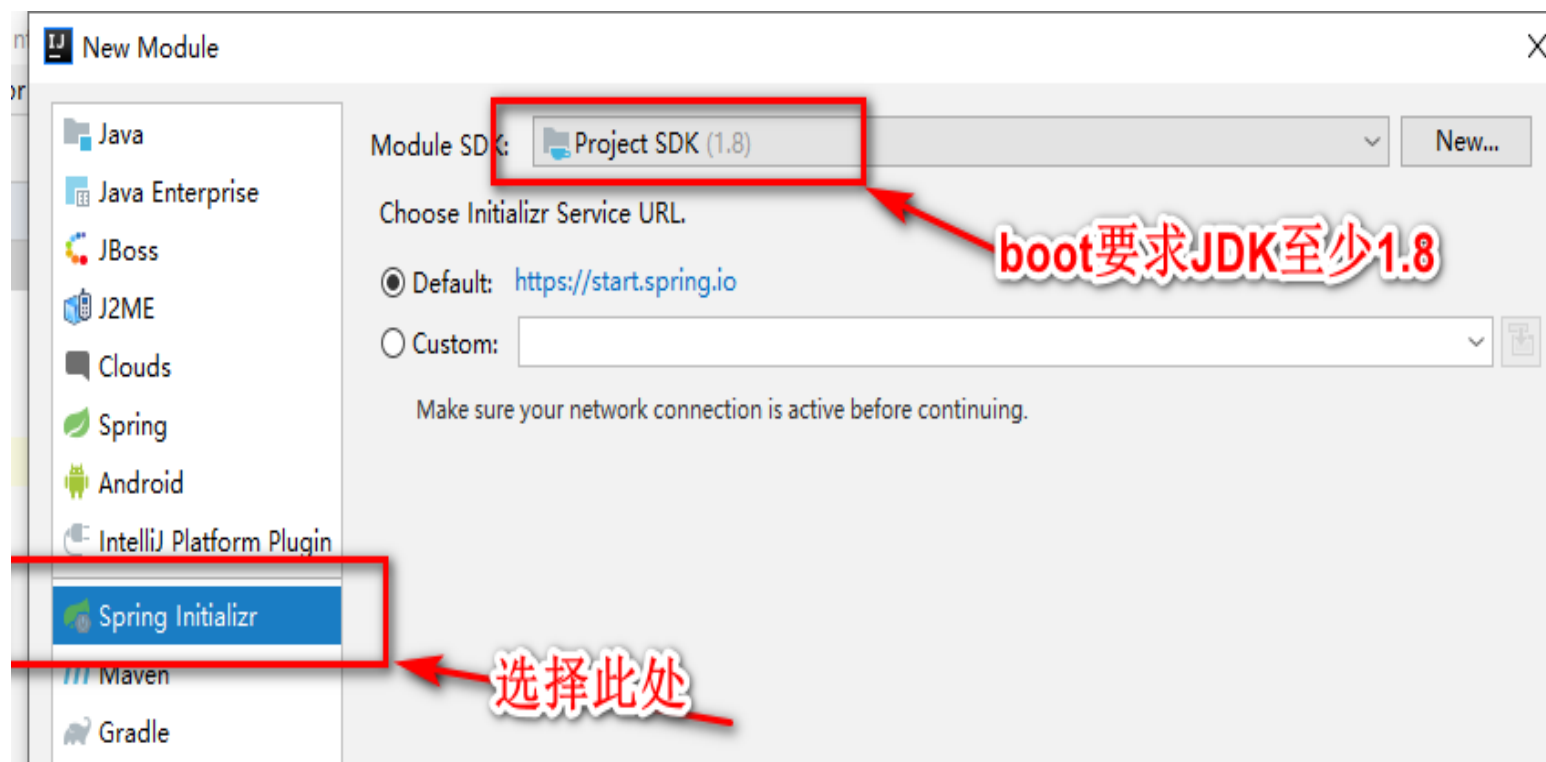 New Module
Java
Module SDK:
Project SDK (1.8)
New...
Java Enterprise
Choose Initializr Service URL.
boot要求JDK至少1.8
JBoss
Default: https://start.spring.io
J2ME
Custom:
Clouds
Make sure your network connection is active before continuing.
Spring
Android
IntelliJ Platform Plugin
Spring Initializr
选择此处
Maven
Gradle